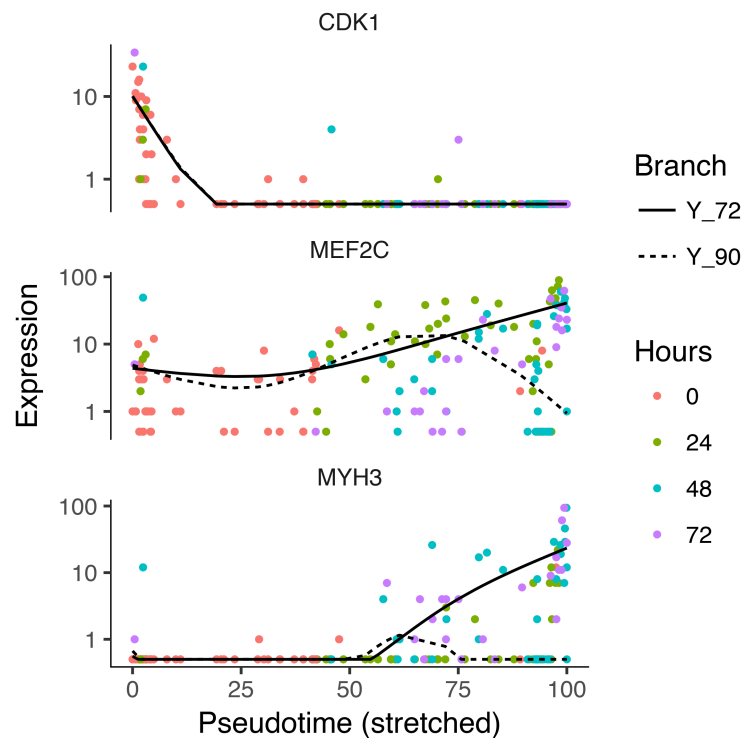 CDK1
10
1
MEF2C
100
10
1
MYH3
100
10
1
0 25 50 75 100
Pseudotime (stretched)
Expression
Branch
Y_72
Y_90
Hours
0
24
48
72